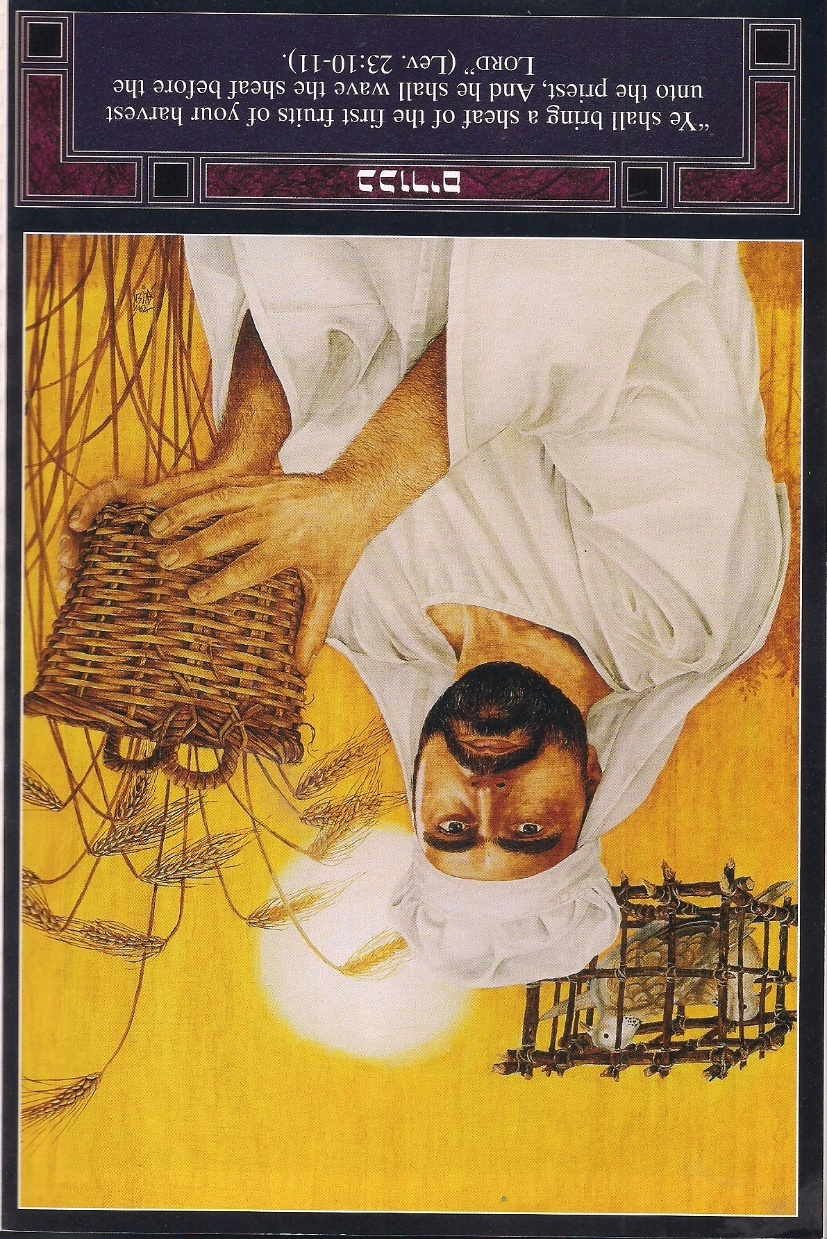 בכורים
“Ye shall bring a sheaf of the first fruits of your harvest
unto the priest, And he shall wave the sheaf before the
LORD” (Lev. 23:10-11).